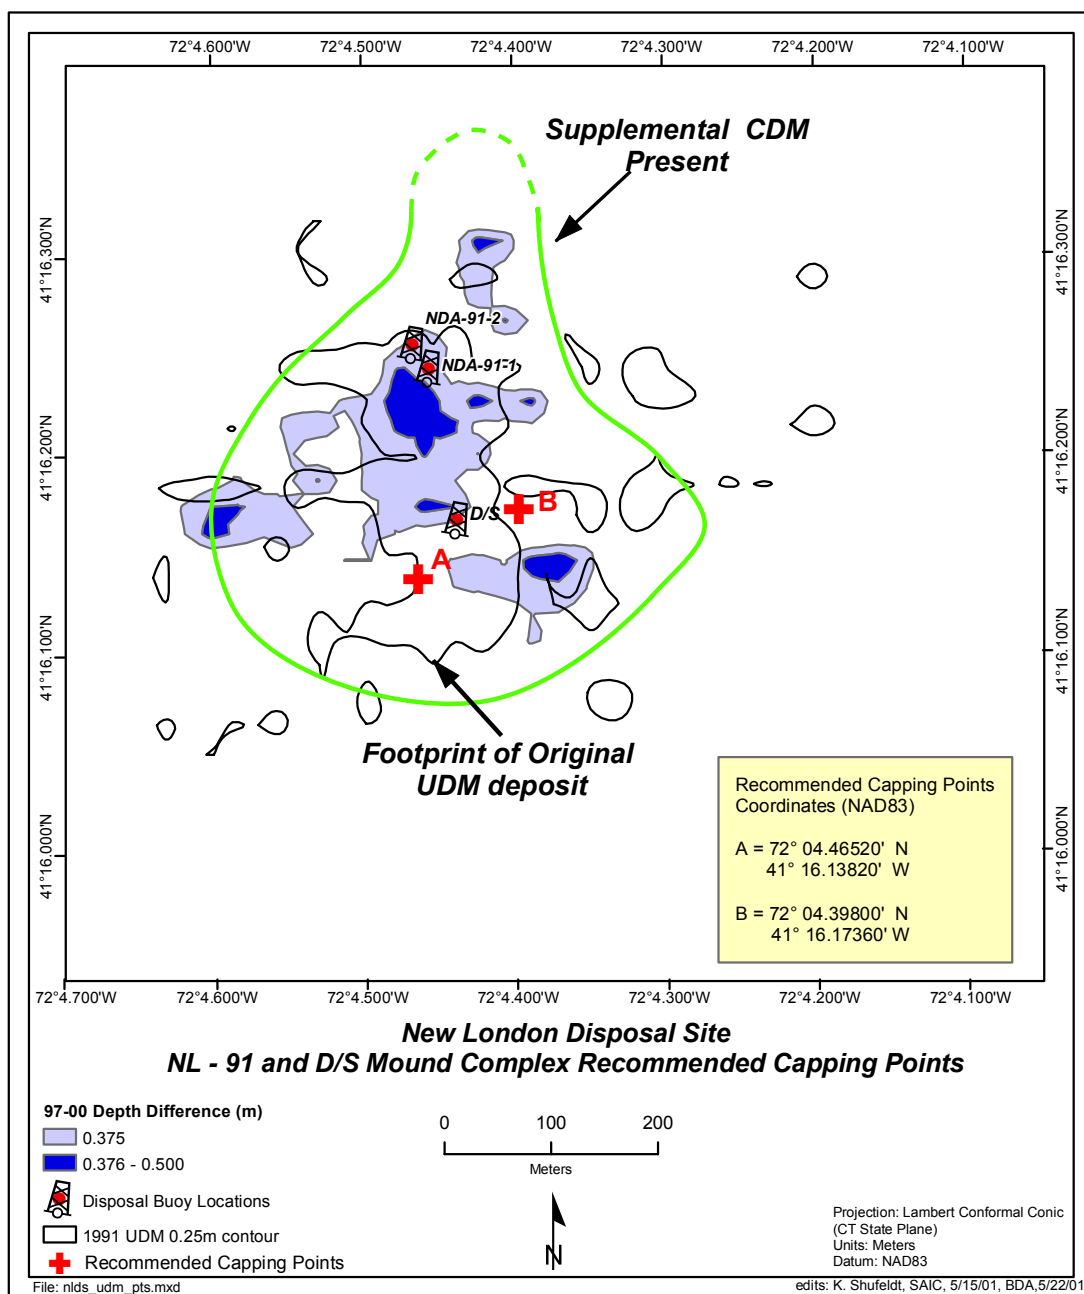 72°4.600'W 72°4.500'W 72°4.400'W 72°4.300'W 72°4.200'W 72°4.100'W
Supplemental CDM
Present
41°16.300'N
41°16.300'N
NDA-91-2
NDA-91-1
41°16.200'N
41°16.200'N
D/S
B
A
41°16.100'N
41°16.100'N
Footprint of Original
UDM deposit
Recommended Capping Points
Coordinates (NAD83)
A = 72° 04.46520' N
41° 16.13820' W
B = 72° 04.39800' N
41° 16.17360' W
41°16.000'N
41°16.000'N
72°4.700'W 72°4.600'W 72°4.500'W 72°4.400'W 72°4.300'W 72°4.200'W 72°4.100'W
New London Disposal Site
NL - 91 and D/S Mound Complex Recommended Capping Points
97-00 Depth Difference (m)
0.375
0.376 - 0.500
Disposal Buoy Locations
1991 UDM 0.25m contour
Recommended Capping Points
0 100 200
Meters
N
Projection: Lambert Conformal Conic
(CT State Plane)
Units: Meters
Datum: NAD83
File: nlds_udm_pts.mxd
edits: K. Shufeldt, SAIC, 5/15/01, BDA,5/22/01